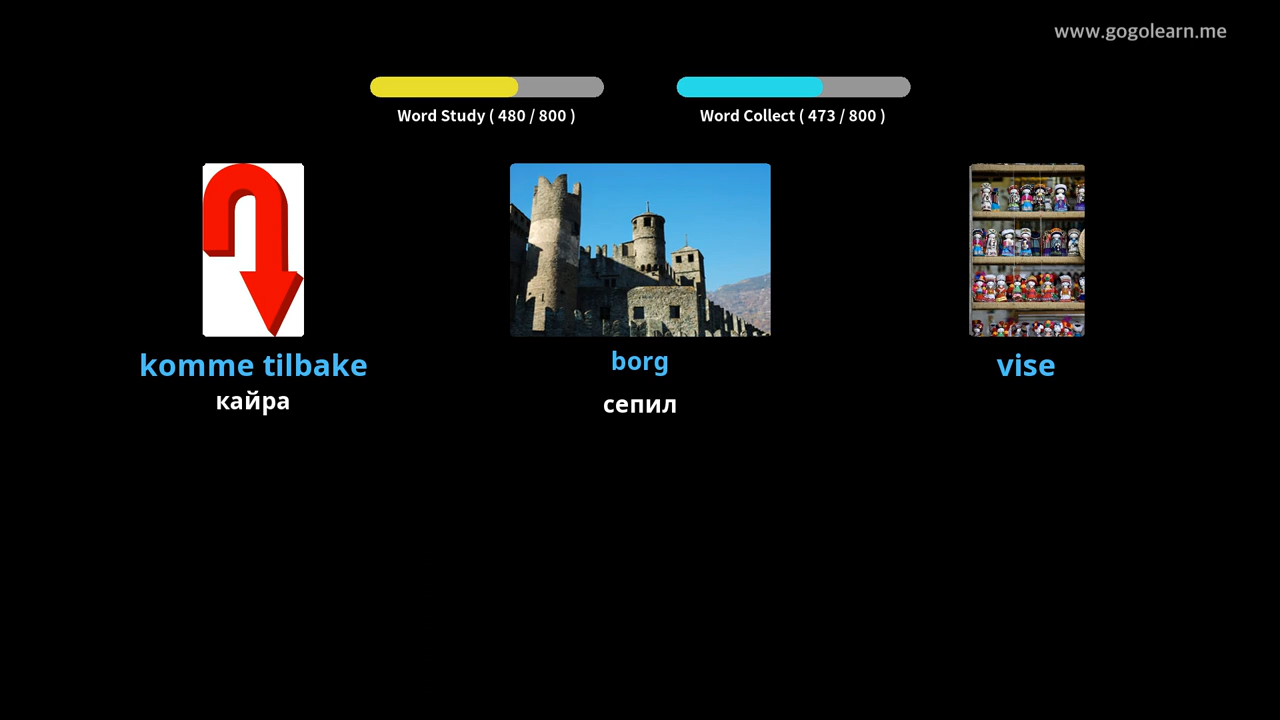 www.gogolearn.me
Word Study ( 480 / 800 )
Word Collect ( 473 / 800 )
komme tilbake
кайра
borg
сепил
vise